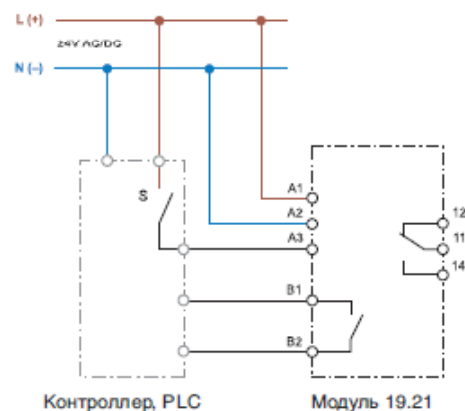 L (+)
24V AC/DC
N (–)
S
A1
A2
A3
B1
B2
12
11
14
Контроллер, PLC
Модуль 19.21